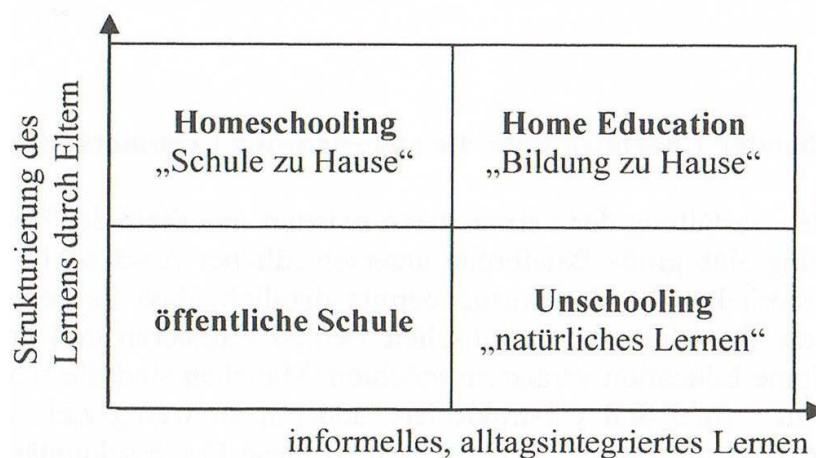 Strukturierung des
Lernens durch Eltern
Homeschooling
„Schule zu Hause“
Home Education
„Bildung zu Hause“
öffentliche Schule
Unschooling
„natürliches Lernen“
informelles, alltagsintegriertes Lernen